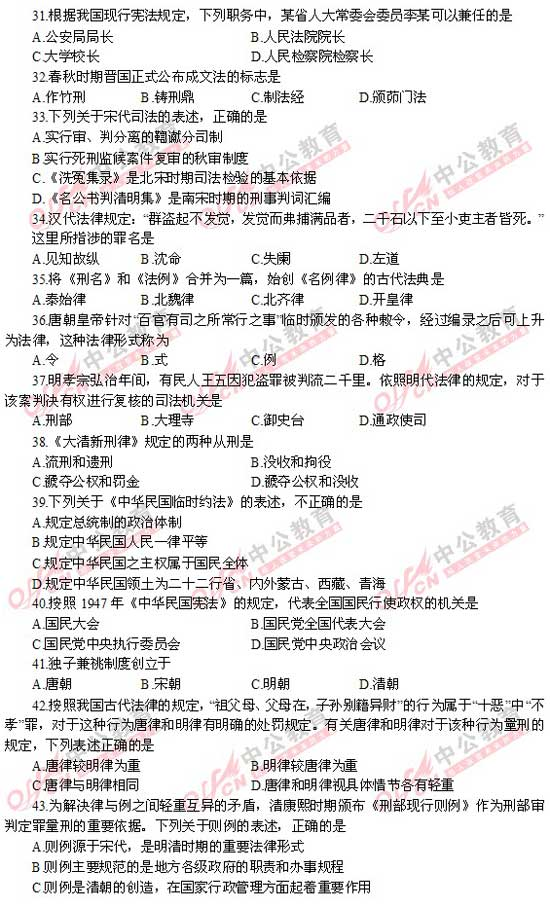 31.根据我国现行宪法规定，下列职务中，某省人大常委会委员李某可以兼任的是
A.公安局局长 B.人民法院院长
C.大学校长 D.人民检察院检察长
32.春秋时期晋国正式公布成文法的标志是
A.作竹刑 B.铸刑鼎 C.制法经 D.颁茆门法
33.下列关于宋代司法的表述，正确的是
A.实行审、判分离的鞫谳分司制
B 实行死刑监候案件复审的秋审制度
C.《洗冤集录》是北宋时期司法检验的基本依据
D.《名公书判清明集》是南宋时期的刑事判词汇编
34.汉代法律规定：“群盗起不发觉，发觉而弗捕满品者，二千石以下至小吏主者皆死。”
这里所指涉的罪名是
A.见知故纵 B.沈命 C.失阑 D.左道
35.将《刑名》和《法例》合并为一篇，始创《名例律》的古代法典是
A.泰始律 B.北魏律 C.北齐律 D.开皇律
36.唐朝皇帝针对“百官有司之所常行之事”临时颁发的各种敕令，经过编录之后可上升
为法律，这种法律形式称为
A.令 B.式 C.例 D.格
37.明孝宗弘治年间，有民人王五因犯盗罪被判流二千里。依照明代法律的规定，对于
该案判决有权进行复核的司法机关是
A.刑部 B.大理寺 C.御史台 D.通政使司
38.《大清新刑律》规定的两种从刑是
A.流刑和遣刑 B.没收和拘役
C.褫夺公权和罚金 D.褫夺公权和没收
39.下列关于《中华民国临时约法》的表述，不正确的是
A.规定总统制的政治体制
B 规定中华民国人民一律平等
C 规定中华民国之主权属于国民全体
D.规定中华民国领土为二十二行省、内外蒙古、西藏、青海
40.按照 1947 年《中华民国宪法》的规定，代表全国国民行使政权的机关是
A.国民大会 B.国民党全国代表大会
C 国民党中央执行委员会 D.国民党中央政治会议
41.独子兼祧制度创立于
A.唐朝 B.宋朝 C.明朝 D.清朝
42.按照我国古代法律的规定，“祖父母、父母在，子孙别籍异财”的行为属于“十恶”中“不
孝”罪，对于这种行为唐律和明律有明确的处罚规定。有关唐律和明律对于该种行为量刑的
规定，下列表述正确的是
A.唐律较明律为重 B.明律较唐律为重
C.唐律与明律相同 D.唐律和明律视具体情节各有轻重
43.为解决律与例之间轻重互异的矛盾，清康熙时期颁布《刑部现行则例》作为刑部审
判定罪量刑的重要依据。下列关于则例的表述，正确的是
A.则例源于宋代，是明清时期的重要法律形式
B 则例主要规范的是地方各级政府的职责和办事规程
C 则例是清朝的创造，在国家行政管理方面起着重要作用